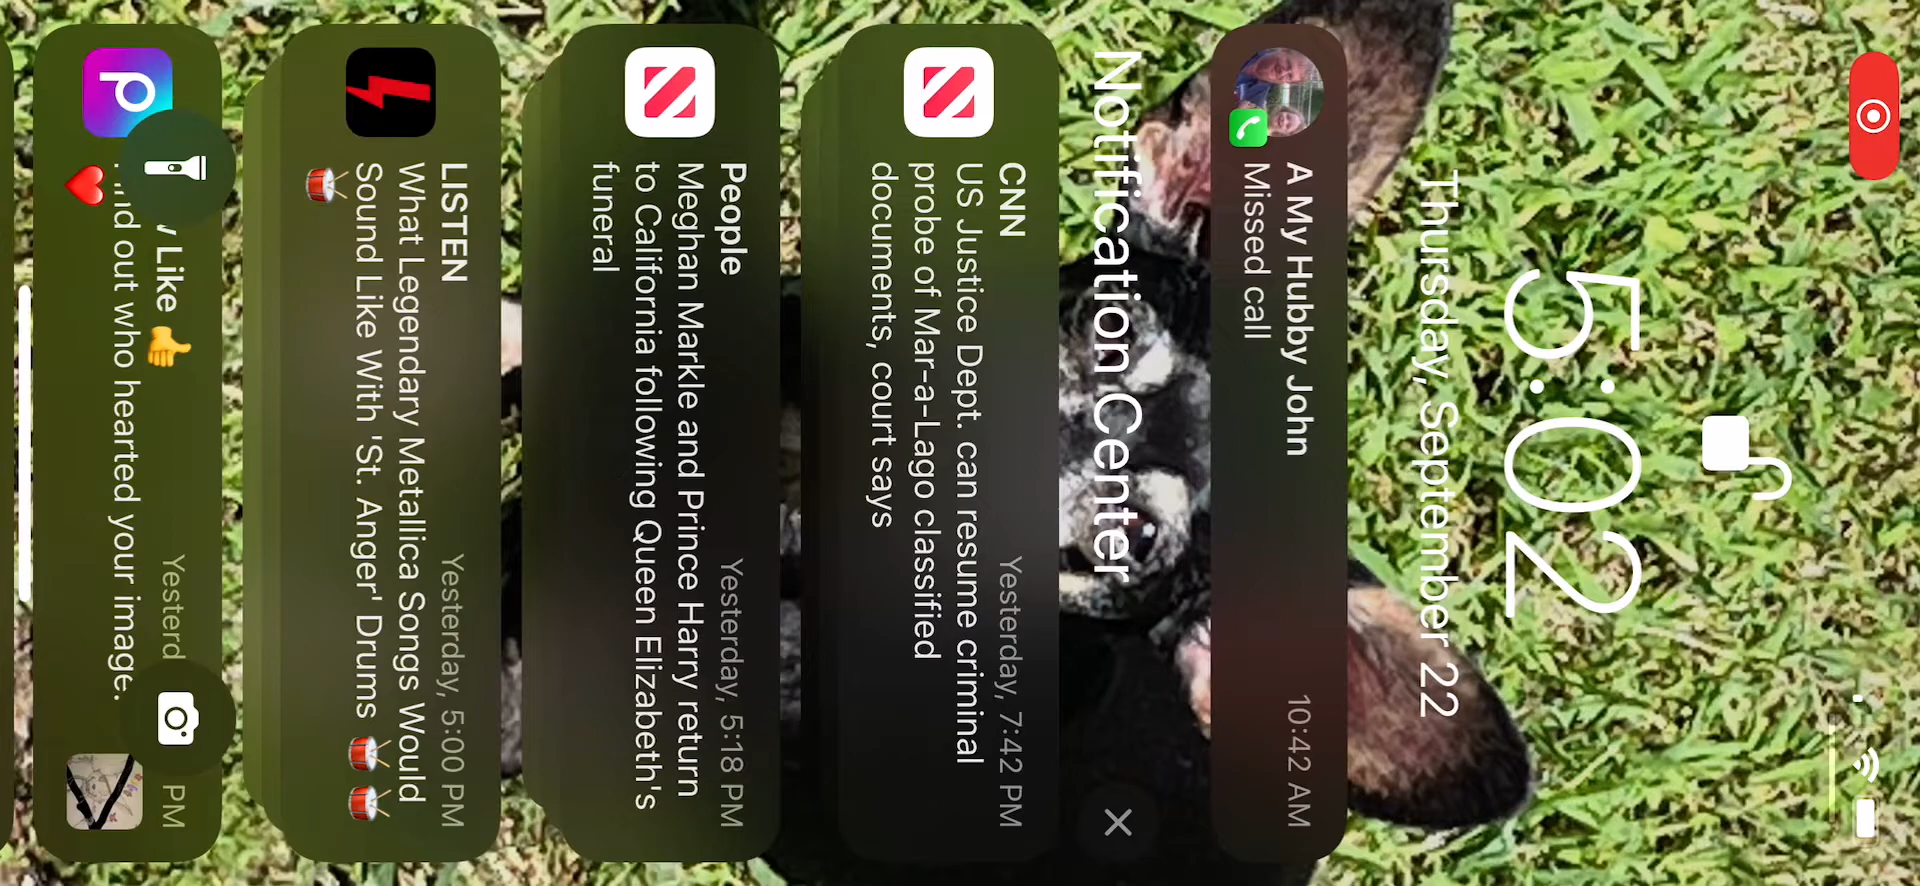 5:02
Thursday, September 22
A My Hubby John
10:42 AM
Missed call
Notification Center
CNN
Yesterday, 7:42 PM
US Justice Dept. can resume criminal
probe of Mar-a-Lago classified
documents, court says
People
Yesterday, 5:18 PM
Meghan Markle and Prince Harry return
to California following Queen Elizabeth's
funeral
LISTEN
Yesterday, 5:00 PM
What Legendary Metallica Songs Would
Sound Like With 'St. Anger' Drums 🥁 🥁
🥁
Like 👍
PM
out who hearted your image.
❤️